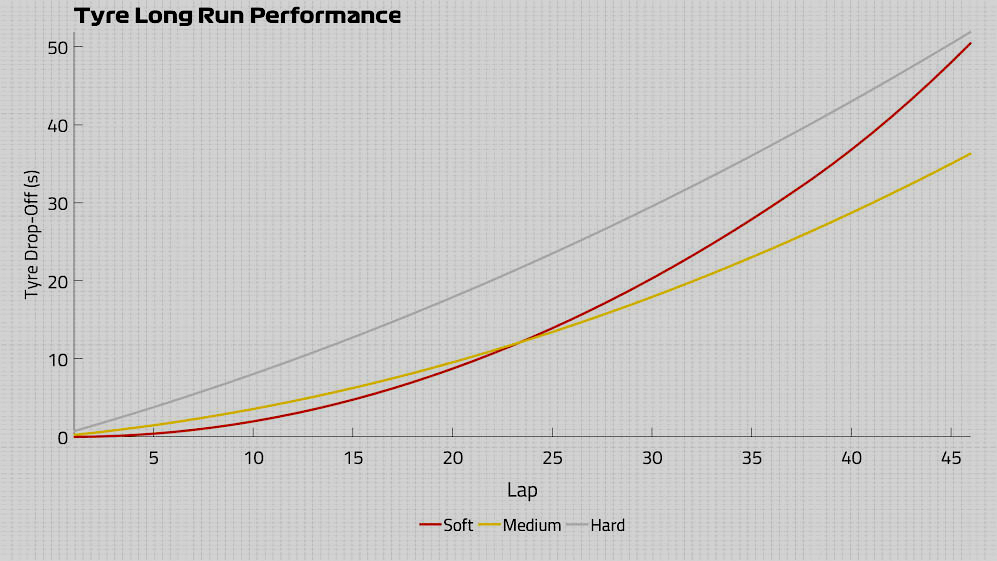 Tyre Long Run Performance
50
40
30
20
10
0
Tyre Drop-Off (s)
5 10 15 20 25 30 35 40 45
Lap
Soft Medium Hard